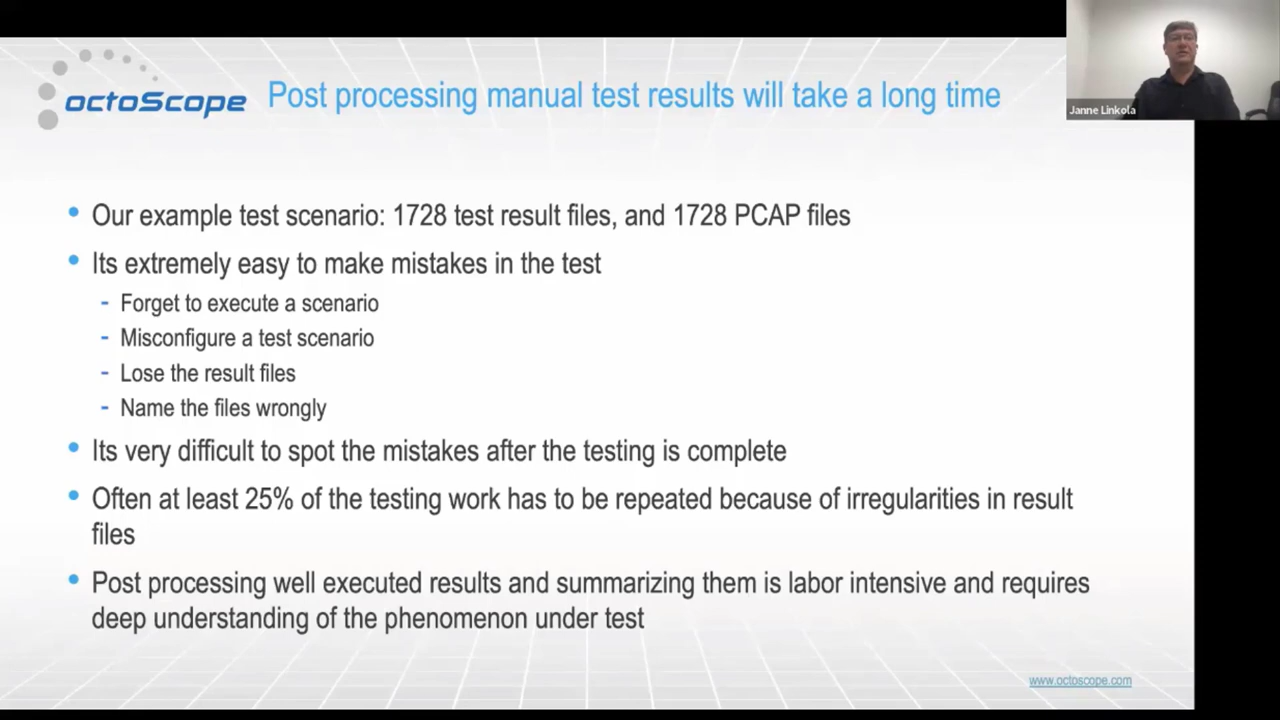 octoScope
Post processing manual test results will take a long time
Janne Linkola
• Our example test scenario: 1728 test result files, and 1728 PCAP files
• Its extremely easy to make mistakes in the test
- Forget to execute a scenario
- Misconfigure a test scenario
- Lose the result files
- Name the files wrongly
• Its very difficult to spot the mistakes after the testing is complete
• Often at least 25% of the testing work has to be repeated because of irregularities in result
files
• Post processing well executed results and summarizing them is labor intensive and requires
deep understanding of the phenomenon under test
www.octoscope.com